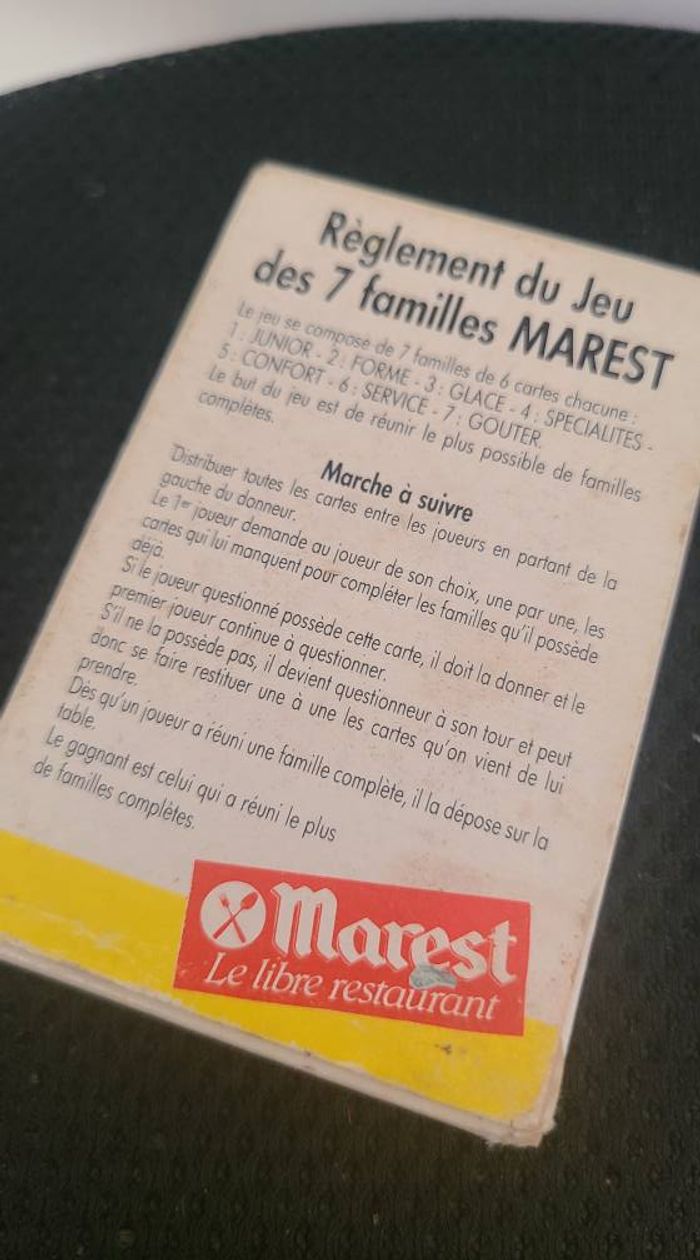 Règlement du Jeu
des 7 familles MAREST
Le jeu se compose de 7 familles de 6 cartes chacune :
1 : JUNIOR - 2 : FORME - 3 : GLACE - 4 : SPECIALITES -
5 : CONFORT - 6 : SERVICE - 7 : GOUTER.
Le but du jeu est de réunir le plus possible de familles
complètes.
Marche à suivre
Distribuer toutes les cartes entre les joueurs en partant de la
gauche du donneur.
Le 1er joueur demande au joueur de son choix, une par une, les
cartes qui lui manquent pour compléter les familles qu'il possède
déjà.
Si le joueur questionné possède cette carte, il doit la donner et le
premier joueur continue à questionner.
S'il ne la possède pas, il devient questionneur à son tour et peut
donc se faire restituer une à une les cartes qu'on vient de lui
prendre.
Dès qu'un joueur a réuni une famille complète, il la dépose sur la
table.
Le gagnant est celui qui a réuni le plus
de familles complètes.
Marest
Le libre restaurant